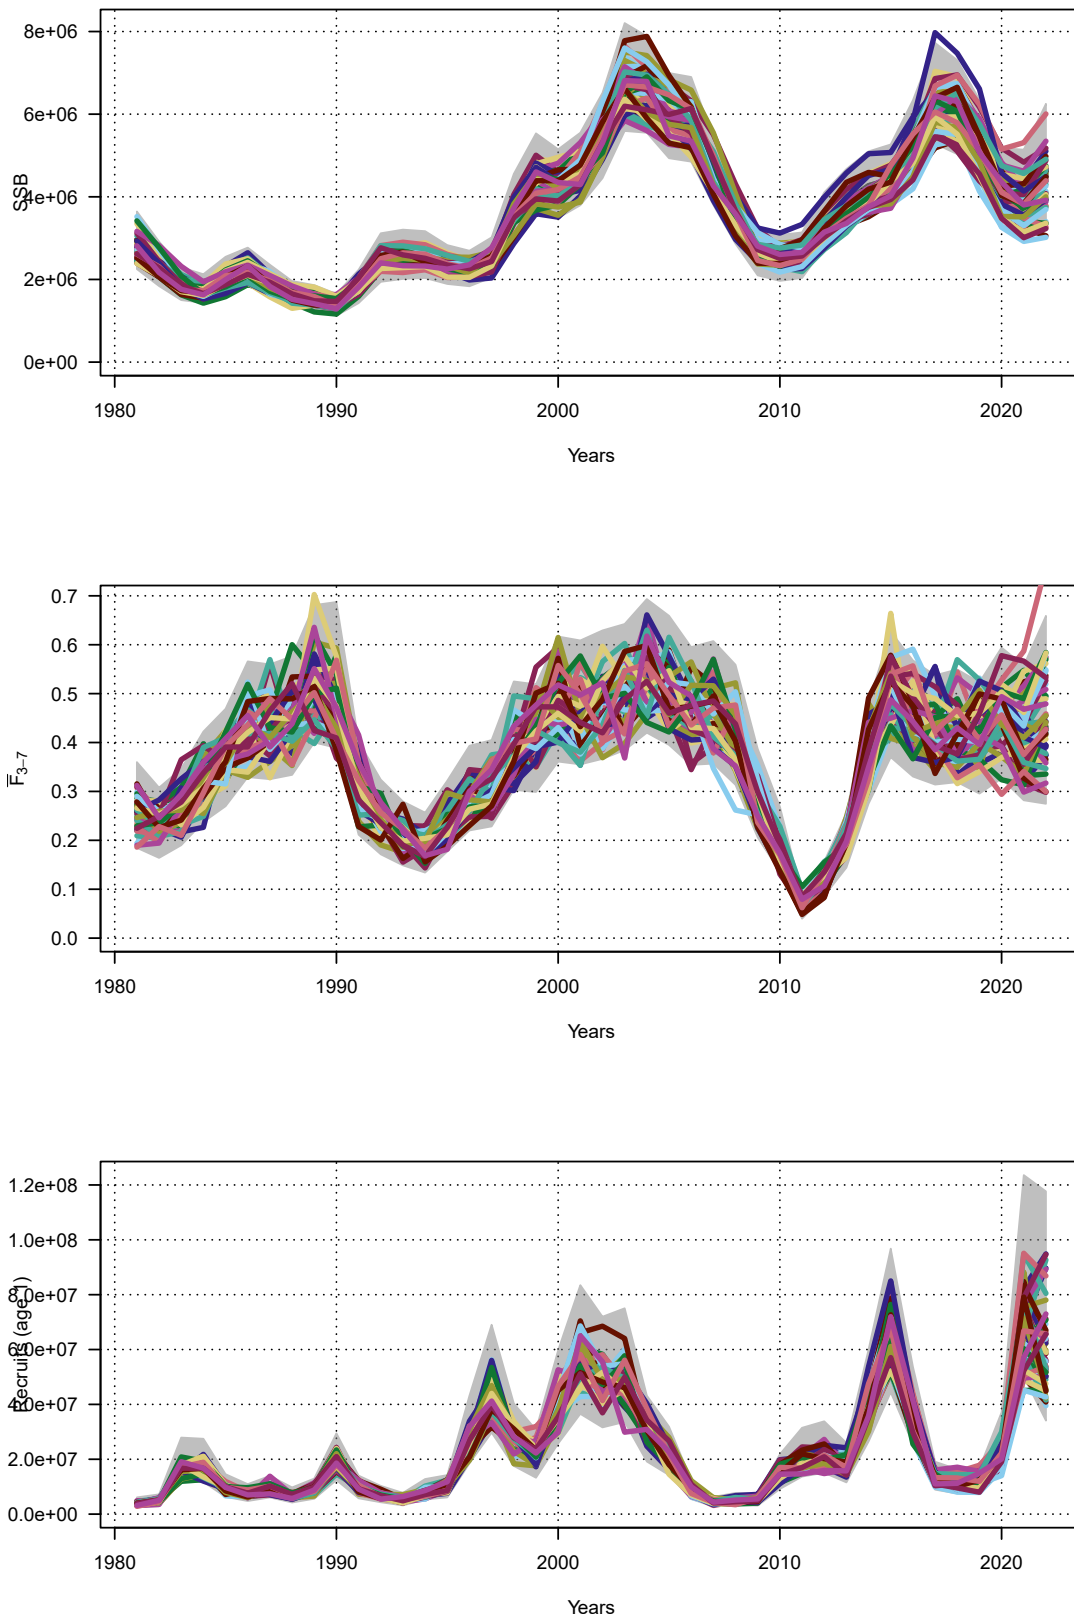 8e+06
6e+06
SSB
4e+06
2e+06
0e+00
1980 1990 2000 2010 2020
Years
0.7
0.6
0.5
0.4
F̅3–7
0.3
0.2
0.1
0.0
1980 1990 2000 2010 2020
Years
1.2e+08
1.0e+08
8.0e+07
Recruits (age 1)
6.0e+07
4.0e+07
2.0e+07
0.0e+00
1980 1990 2000 2010 2020
Years